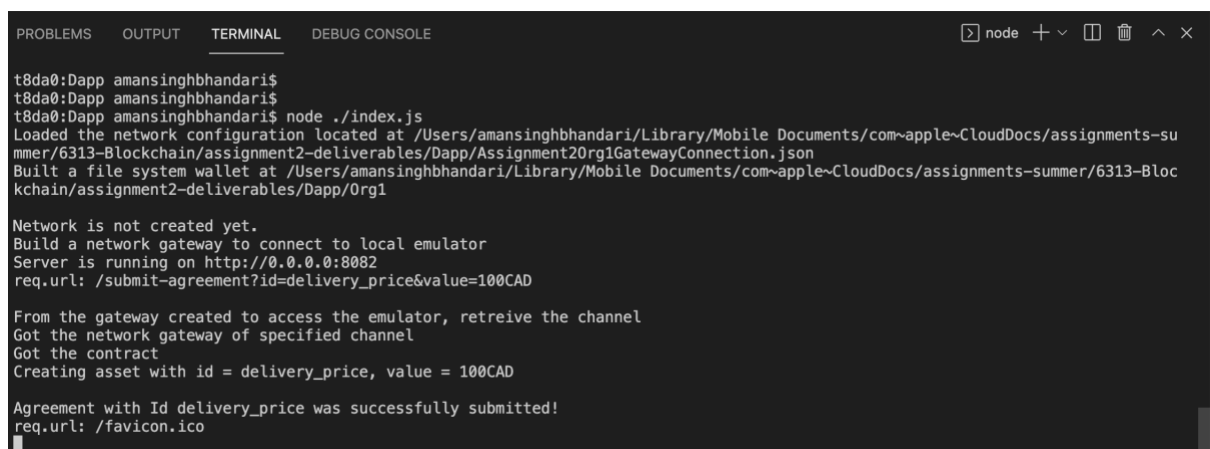 PROBLEMS OUTPUT TERMINAL DEBUG CONSOLE node
t8da0:Dapp amansinghbhandari$
t8da0:Dapp amansinghbhandari$
t8da0:Dapp amansinghbhandari$ node ./index.js
Loaded the network configuration located at /Users/amansinghbhandari/Library/Mobile Documents/com~apple~CloudDocs/assignments-su
mmer/6313-Blockchain/assignment2-deliverables/Dapp/Assignment2Org1GatewayConnection.json
Built a file system wallet at /Users/amansinghbhandari/Library/Mobile Documents/com~apple~CloudDocs/assignments-summer/6313-Bloc
kchain/assignment2-deliverables/Dapp/Org1
Network is not created yet.
Build a network gateway to connect to local emulator
Server is running on http://0.0.0.0:8082
req.url: /submit-agreement?id=delivery_price&value=100CAD
From the gateway created to access the emulator, retreive the channel
Got the network gateway of specified channel
Got the contract
Creating asset with id = delivery_price, value = 100CAD
Agreement with Id delivery_price was successfully submitted!
req.url: /favicon.ico